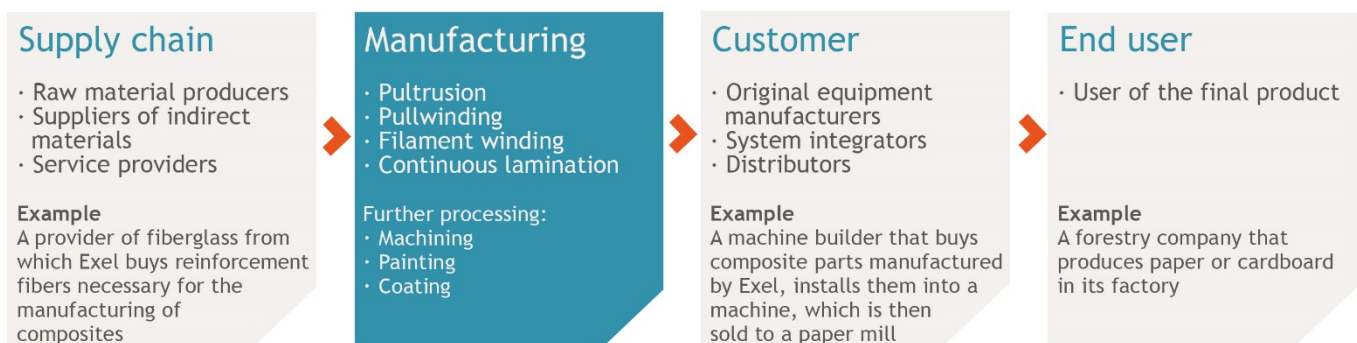 Supply chain
· Raw material producers
· Suppliers of indirect
materials
· Service providers
Example
A provider of fiberglass from
which Exel buys reinforcement
fibers necessary for the
manufacturing of
composites
Manufacturing
· Pultrusion
· Pullwinding
· Filament winding
· Continuous lamination
Further processing:
· Machining
· Painting
· Coating
Customer
· Original equipment
manufacturers
· System integrators
· Distributors
Example
A machine builder that buys
composite parts manufactured
by Exel, installs them into a
machine, which is then
sold to a paper mill
End user
· User of the final product
Example
A forestry company that
produces paper or cardboard
in its factory